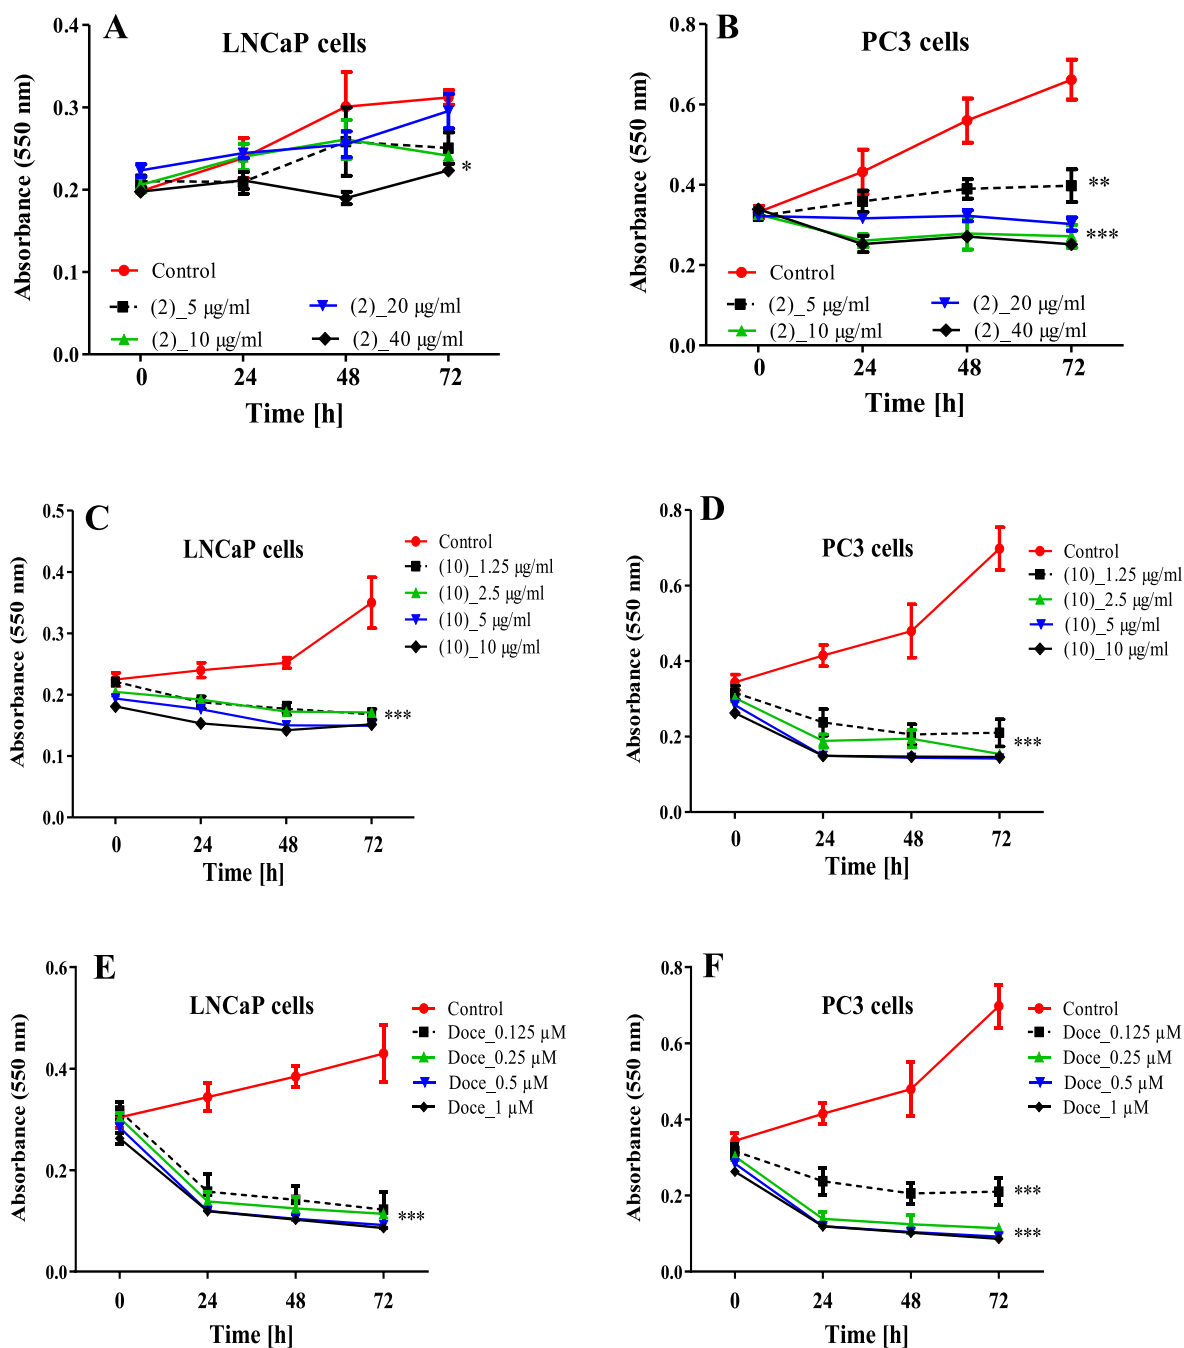 A
LNCaP cells
Absorbance (550 nm)
0.4
0.3
0.2
0.1
0.0
*
Control
(2)_5 µg/ml
(2)_10 µg/ml
(2)_20 µg/ml
(2)_40 µg/ml
0 24 48 72
Time [h]
B
PC3 cells
Absorbance (550 nm)
0.8
0.6
0.4
0.2
0.0
**
***
Control
(2)_5 µg/ml
(2)_10 µg/ml
(2)_20 µg/ml
(2)_40 µg/ml
0 24 48 72
Time [h]
C
LNCaP cells
Absorbance (550 nm)
0.5
0.4
0.3
0.2
0.1
0.0
***
Control
(10)_1.25 µg/ml
(10)_2.5 µg/ml
(10)_5 µg/ml
(10)_10 µg/ml
0 24 48 72
Time [h]
D
PC3 cells
Absorbance (550 nm)
0.8
0.6
0.4
0.2
0.0
***
Control
(10)_1.25 µg/ml
(10)_2.5 µg/ml
(10)_5 µg/ml
(10)_10 µg/ml
0 24 48 72
Time [h]
E
LNCaP cells
Absorbance (550 nm)
0.6
0.4
0.2
0.0
***
Control
Doce_0.125 µM
Doce_0.25 µM
Doce_0.5 µM
Doce_1 µM
0 24 48 72
Time [h]
F
PC3 cells
Absorbance (550 nm)
0.8
0.6
0.4
0.2
0.0
***
***
Control
Doce_0.125 µM
Doce_0.25 µM
Doce_0.5 µM
Doce_1 µM
0 24 48 72
Time [h]